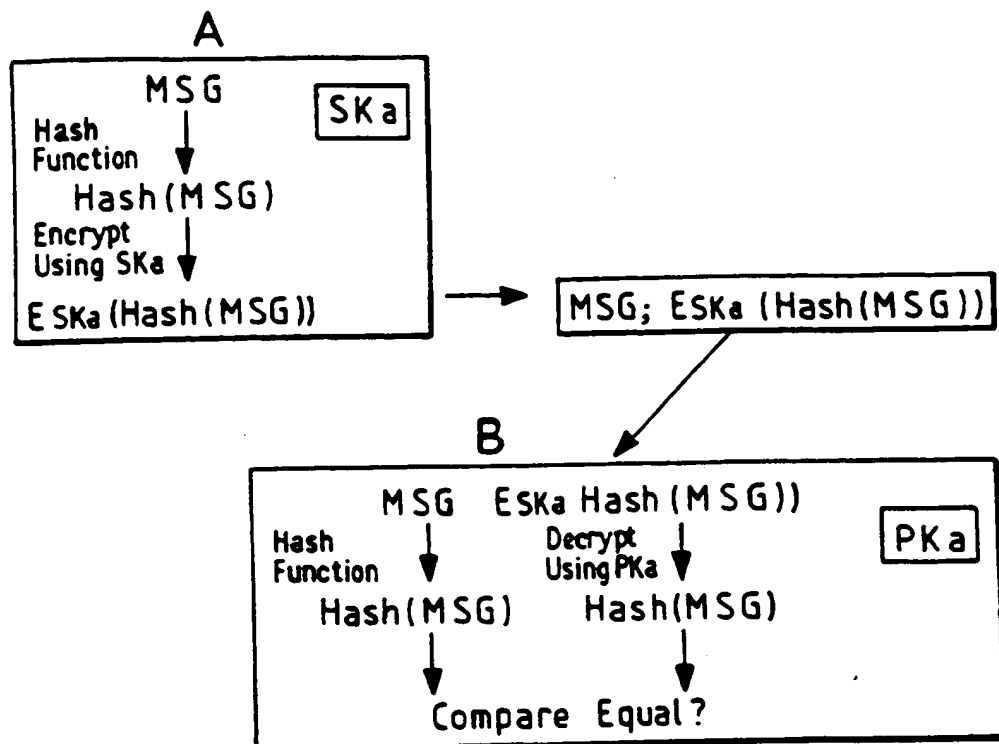 A
MSG
SKa
Hash
Function
Hash(MSG)
Encrypt
Using SKa
ESKa(Hash(MSG))
MSG; ESKa (Hash(MSG))
B
MSG ESKa Hash(MSG))
PKa
Hash
Function
Decrypt
Using PKa
Hash(MSG)
Hash(MSG)
Compare Equal?